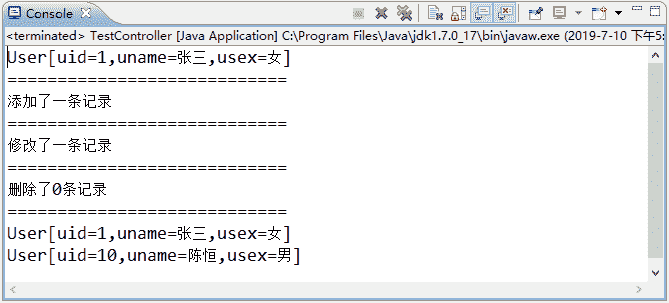 Console
<terminated> TestController [Java Application] C:\Program Files\Java\jdk1.7.0_17\bin\javaw.exe (2019-7-10 下午5:
User[uid=1,uname=张三,usex=女]
============================
添加了一条记录
============================
修改了一条记录
============================
删除了0条记录
============================
User[uid=1,uname=张三,usex=女]
User[uid=10,uname=陈恒,usex=男]